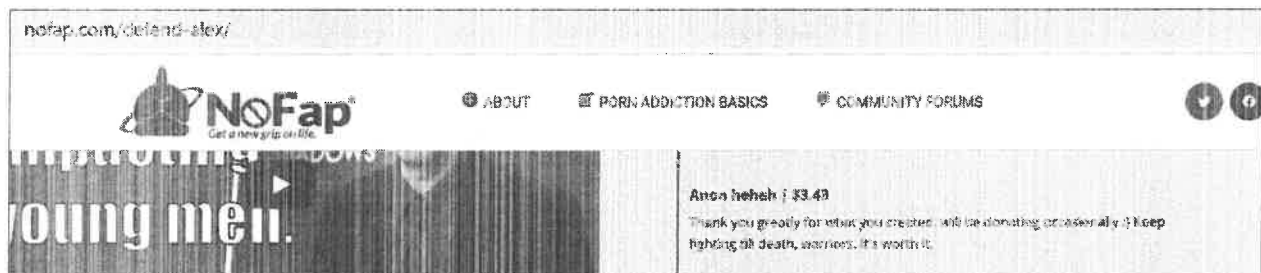 nofap.com/defend-alex/
NoFap®
Get a new grip on life.
ABOUT
PORN ADDICTION BASICS
COMMUNITY FORUMS
young men.
Anon heheh | $3.49
Thank you greatly for what you created, will be donating occasionally :) Keep
fighting till death, warriors. It's worth it.